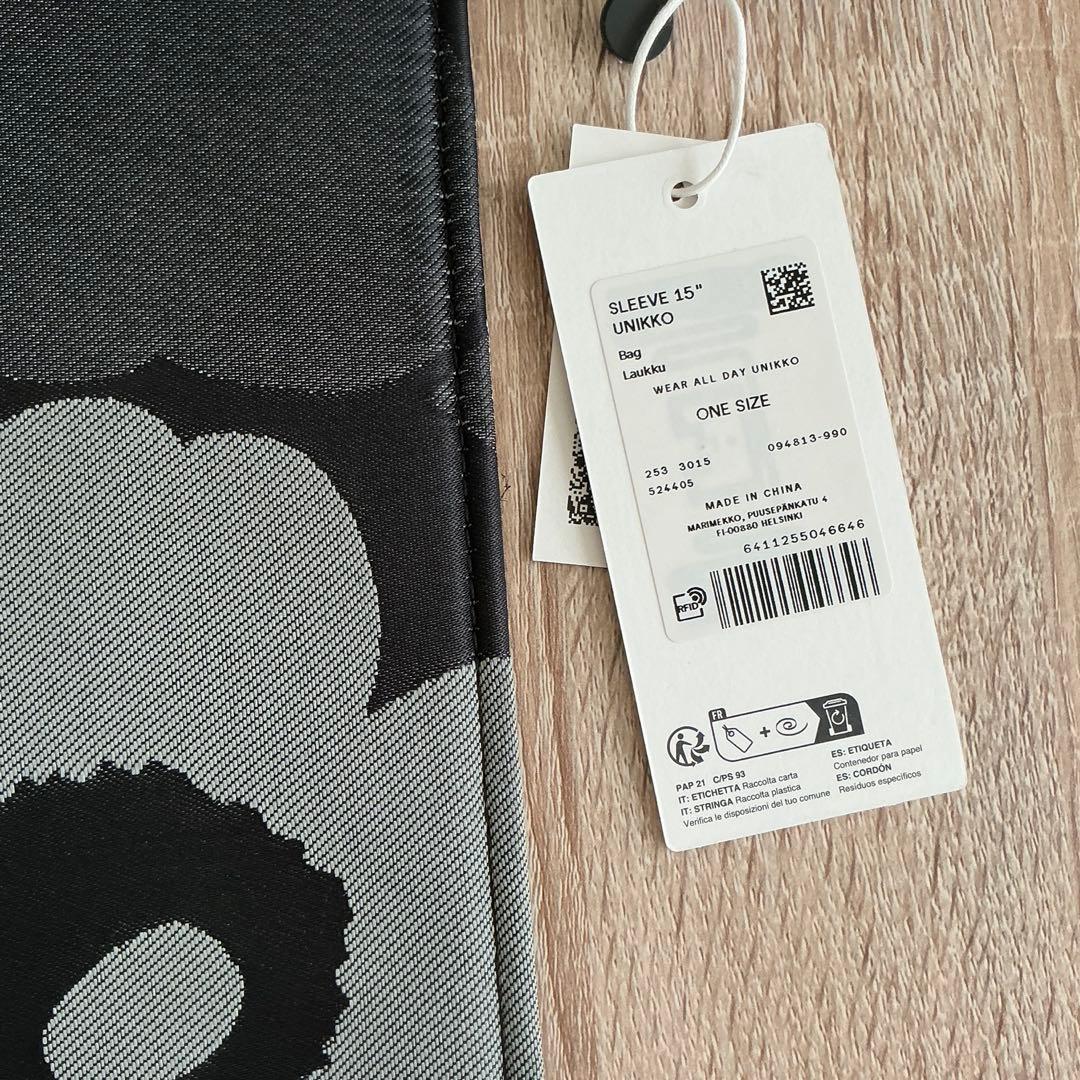 SLEEVE 15"
UNIKKO
Bag
Laukku
WEAR ALL DAY UNIKKO
ONE SIZE
094813-990
253 3015
524405
MADE IN CHINA
MARIMEKKO, PUUSEPÄNKATU 4
FI-00880 HELSINKI
6411255046646
RFID
FR
+
PAP 21 C/PS 93
IT: ETICHETTA Raccolta carta
IT: STRINGA Raccolta plastica
Verifica le disposizioni del tuo comune
ES: ETIQUETA
Contenedor para papel
ES: CORDÓN
Residuos específicos